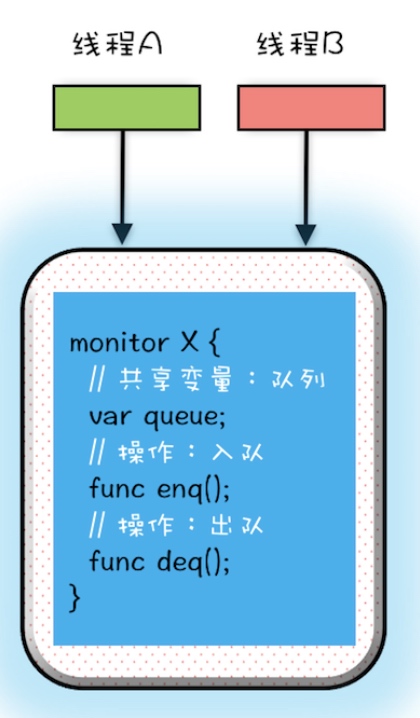 线程A 线程B
monitor X {
// 共享变量：队列
var queue;
// 操作：入队
func enq();
// 操作：出队
func deq();
}